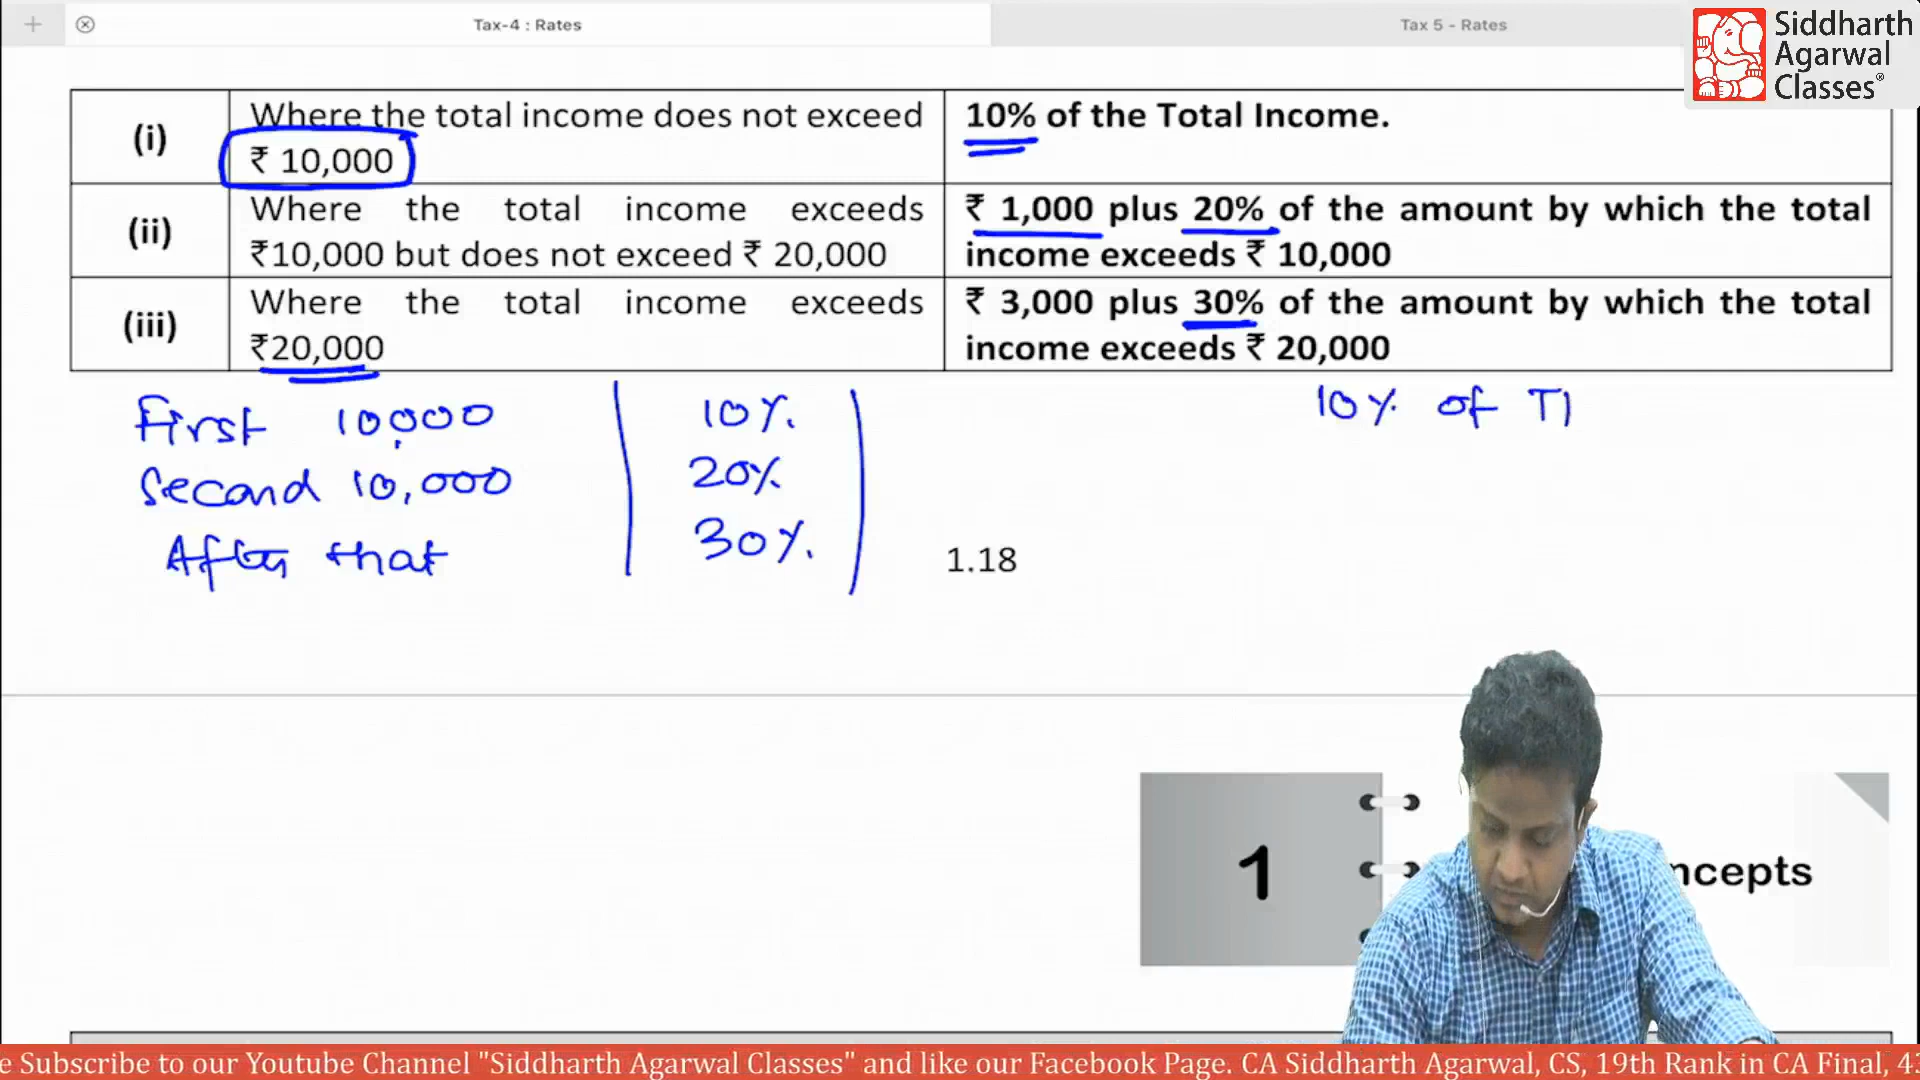 Tax-4 : Rates
Tax 5 - Rates
Siddharth
Agarwal
Classes®
(i)
Where the total income does not exceed
₹ 10,000
10% of the Total Income.
(ii)
Where the total income exceeds
₹10,000 but does not exceed ₹ 20,000
₹ 1,000 plus 20% of the amount by which the total
income exceeds ₹ 10,000
(iii)
Where the total income exceeds
₹20,000
₹ 3,000 plus 30% of the amount by which the total
income exceeds ₹ 20,000
First 10,000 10%.
Second 10,000 20%
After that 30%.
10% of TI
1.18
1
ncepts
e Subscribe to our Youtube Channel "Siddharth Agarwal Classes" and like our Facebook Page. CA Siddharth Agarwal, CS, 19th Rank in CA Final, 4